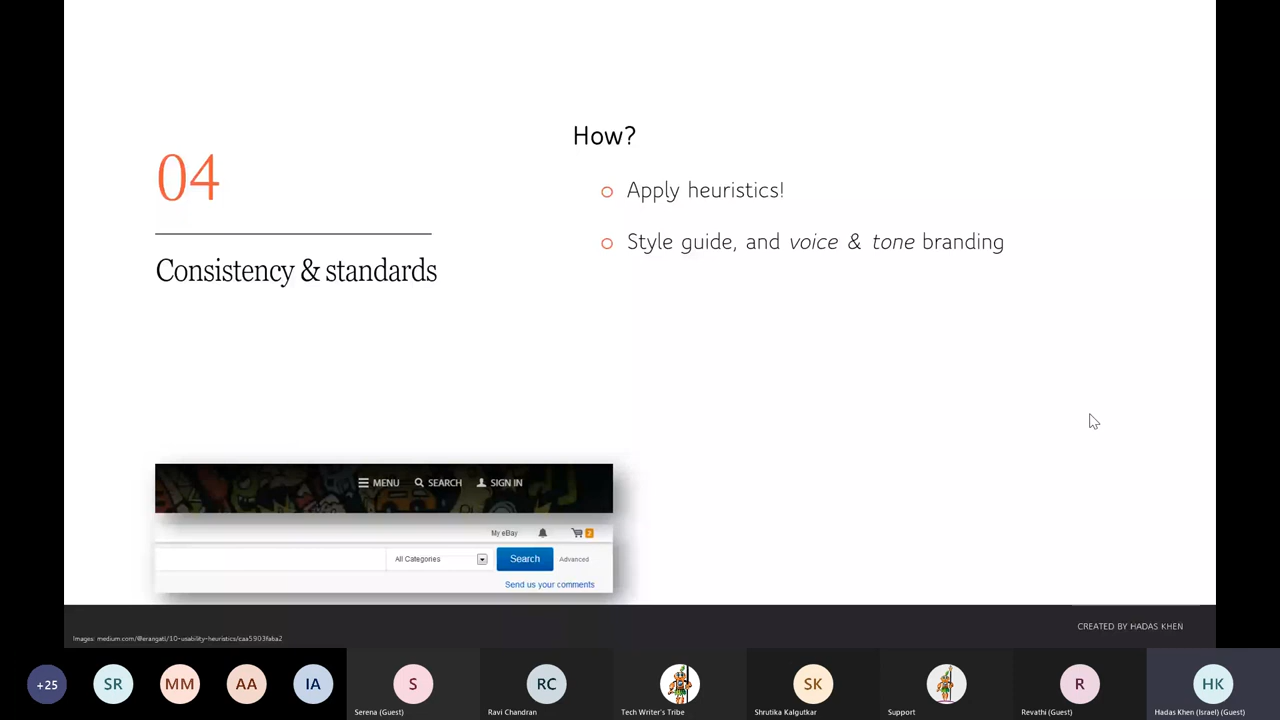 04
Consistency & standards
How?
Apply heuristics!
Style guide, and voice & tone branding
MENU SEARCH SIGN IN
My eBay 2
All Categories Search Advanced
Send us your comments
Images: medium.com/@erangatl/10-usability-heuristics/caa5903faba2
CREATED BY HADAS KHEN
+25 SR MM AA IA S RC SK R HK
Serena (Guest) Ravi Chandran Tech Writer's Tribe Shrutika Kalgutkar Support Revathi (Guest) Hadas Khen (Israel) (Guest)